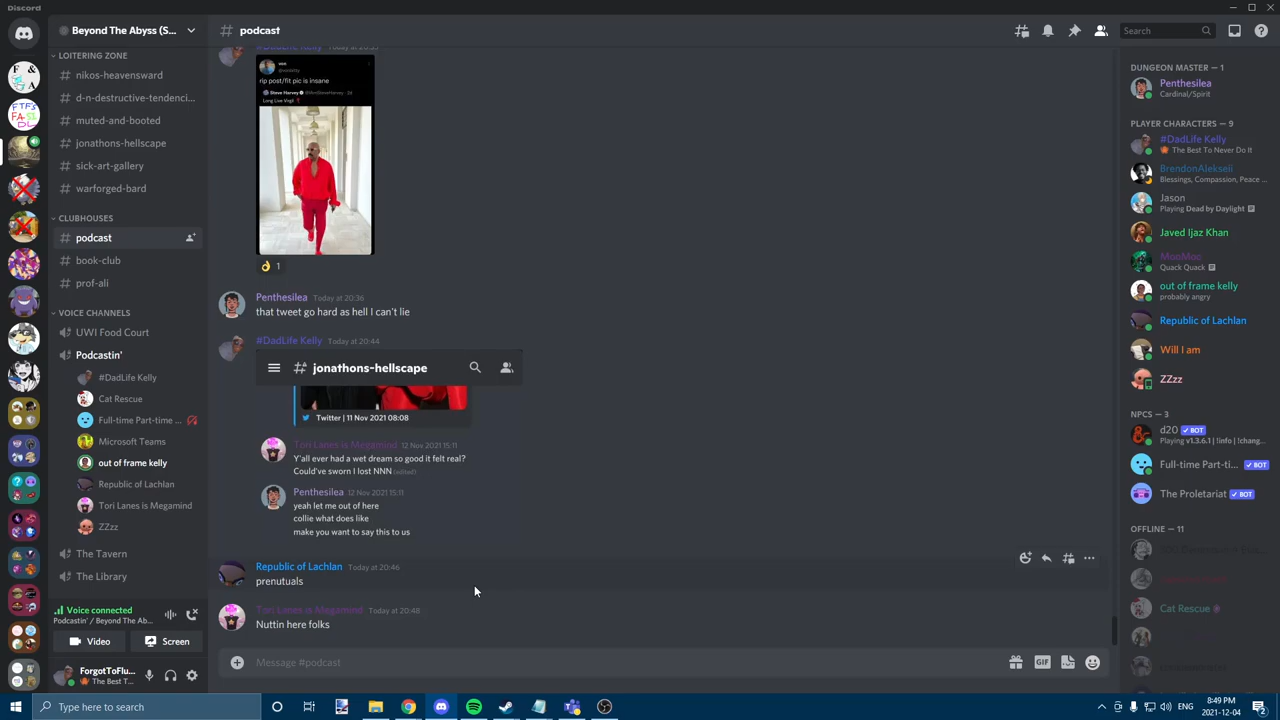 Discord
Beyond The Abyss (S...
podcast
Search
LOITERING ZONE
nikos-heavensward
d-n-destructive-tendenci...
muted-and-booted
jonathons-hellscape
sick-art-gallery
warforged-bard
CLUBHOUSES
podcast
book-club
prof-ali
VOICE CHANNELS
UWI Food Court
Podcastin'
#DadLife Kelly
Cat Rescue
Full-time Part-time ...
Microsoft Teams
out of frame kelly
Republic of Lachlan
Tori Lanes is Megamind
ZZzz
The Tavern
The Library
Voice connected
Podcastin' / Beyond The Ab...
Video
Screen
ForgotToFlu...
The Best T...
von
rip post/fit pic is insane
Steve Harvey @IAmSteveHarvey · 2d
Long Live Virgil
1
Penthesilea Today at 20:36
that tweet go hard as hell I can't lie
#DadLife Kelly Today at 20:44
jonathons-hellscape
Twitter | 11 Nov 2021 08:08
Tori Lanes is Megamind 12 Nov 2021 15:11
Y'all ever had a wet dream so good it felt real?
Could've sworn I lost NNN (edited)
Penthesilea 12 Nov 2021 15:11
yeah let me out of here
collie what does like
make you want to say this to us
Republic of Lachlan Today at 20:46
prenutuals
Tori Lanes is Megamind Today at 20:48
Nuttin here folks
Message #podcast
GIF
DUNGEON MASTER — 1
Penthesilea
Cardinal/Spirit
PLAYER CHARACTERS — 9
#DadLife Kelly
The Best To Never Do It
BrendonAlekseii
Blessings, Compassion, Peace ...
Jason
Playing Dead by Daylight
Javed Ijaz Khan
MooMoo
Quack Quack
out of frame kelly
probably angry
Republic of Lachlan
Will I am
ZZzz
NPCS — 3
d20 BOT
Playing v1.3.6.1 | !info | !chang...
Full-time Part-ti... BOT
The Proletariat BOT
OFFLINE — 11
Cat Rescue
Type here to search
ENG
8:49 PM
2021-12-04
2